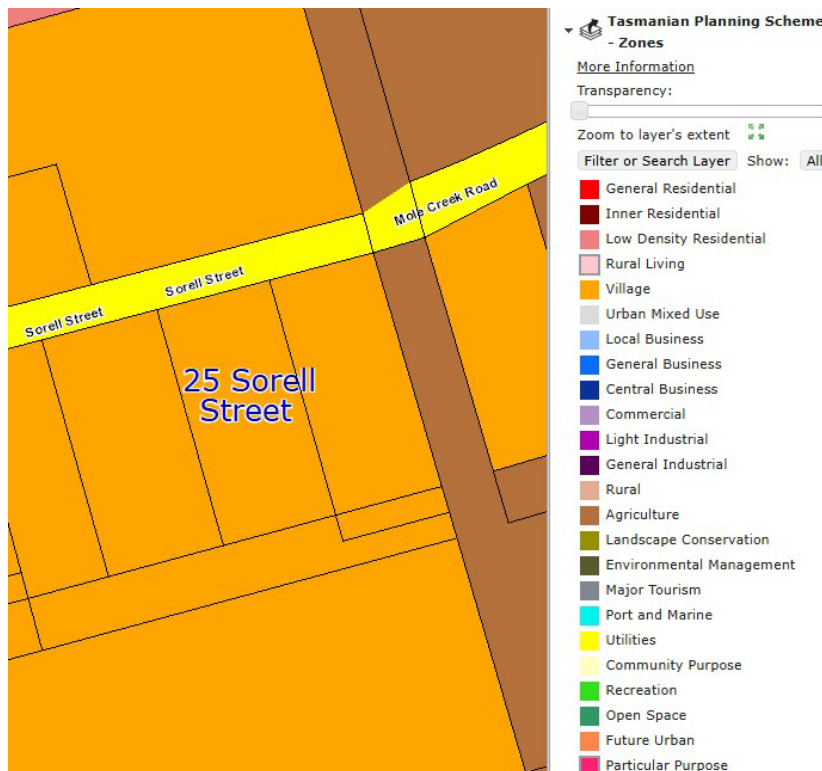 Mole Creek Road
Sorell Street
Sorell Street
25 Sorell
Street
Tasmanian Planning Scheme
- Zones
More Information
Transparency:
Zoom to layer's extent
Filter or Search Layer Show: All
General Residential
Inner Residential
Low Density Residential
Rural Living
Village
Urban Mixed Use
Local Business
General Business
Central Business
Commercial
Light Industrial
General Industrial
Rural
Agriculture
Landscape Conservation
Environmental Management
Major Tourism
Port and Marine
Utilities
Community Purpose
Recreation
Open Space
Future Urban
Particular Purpose